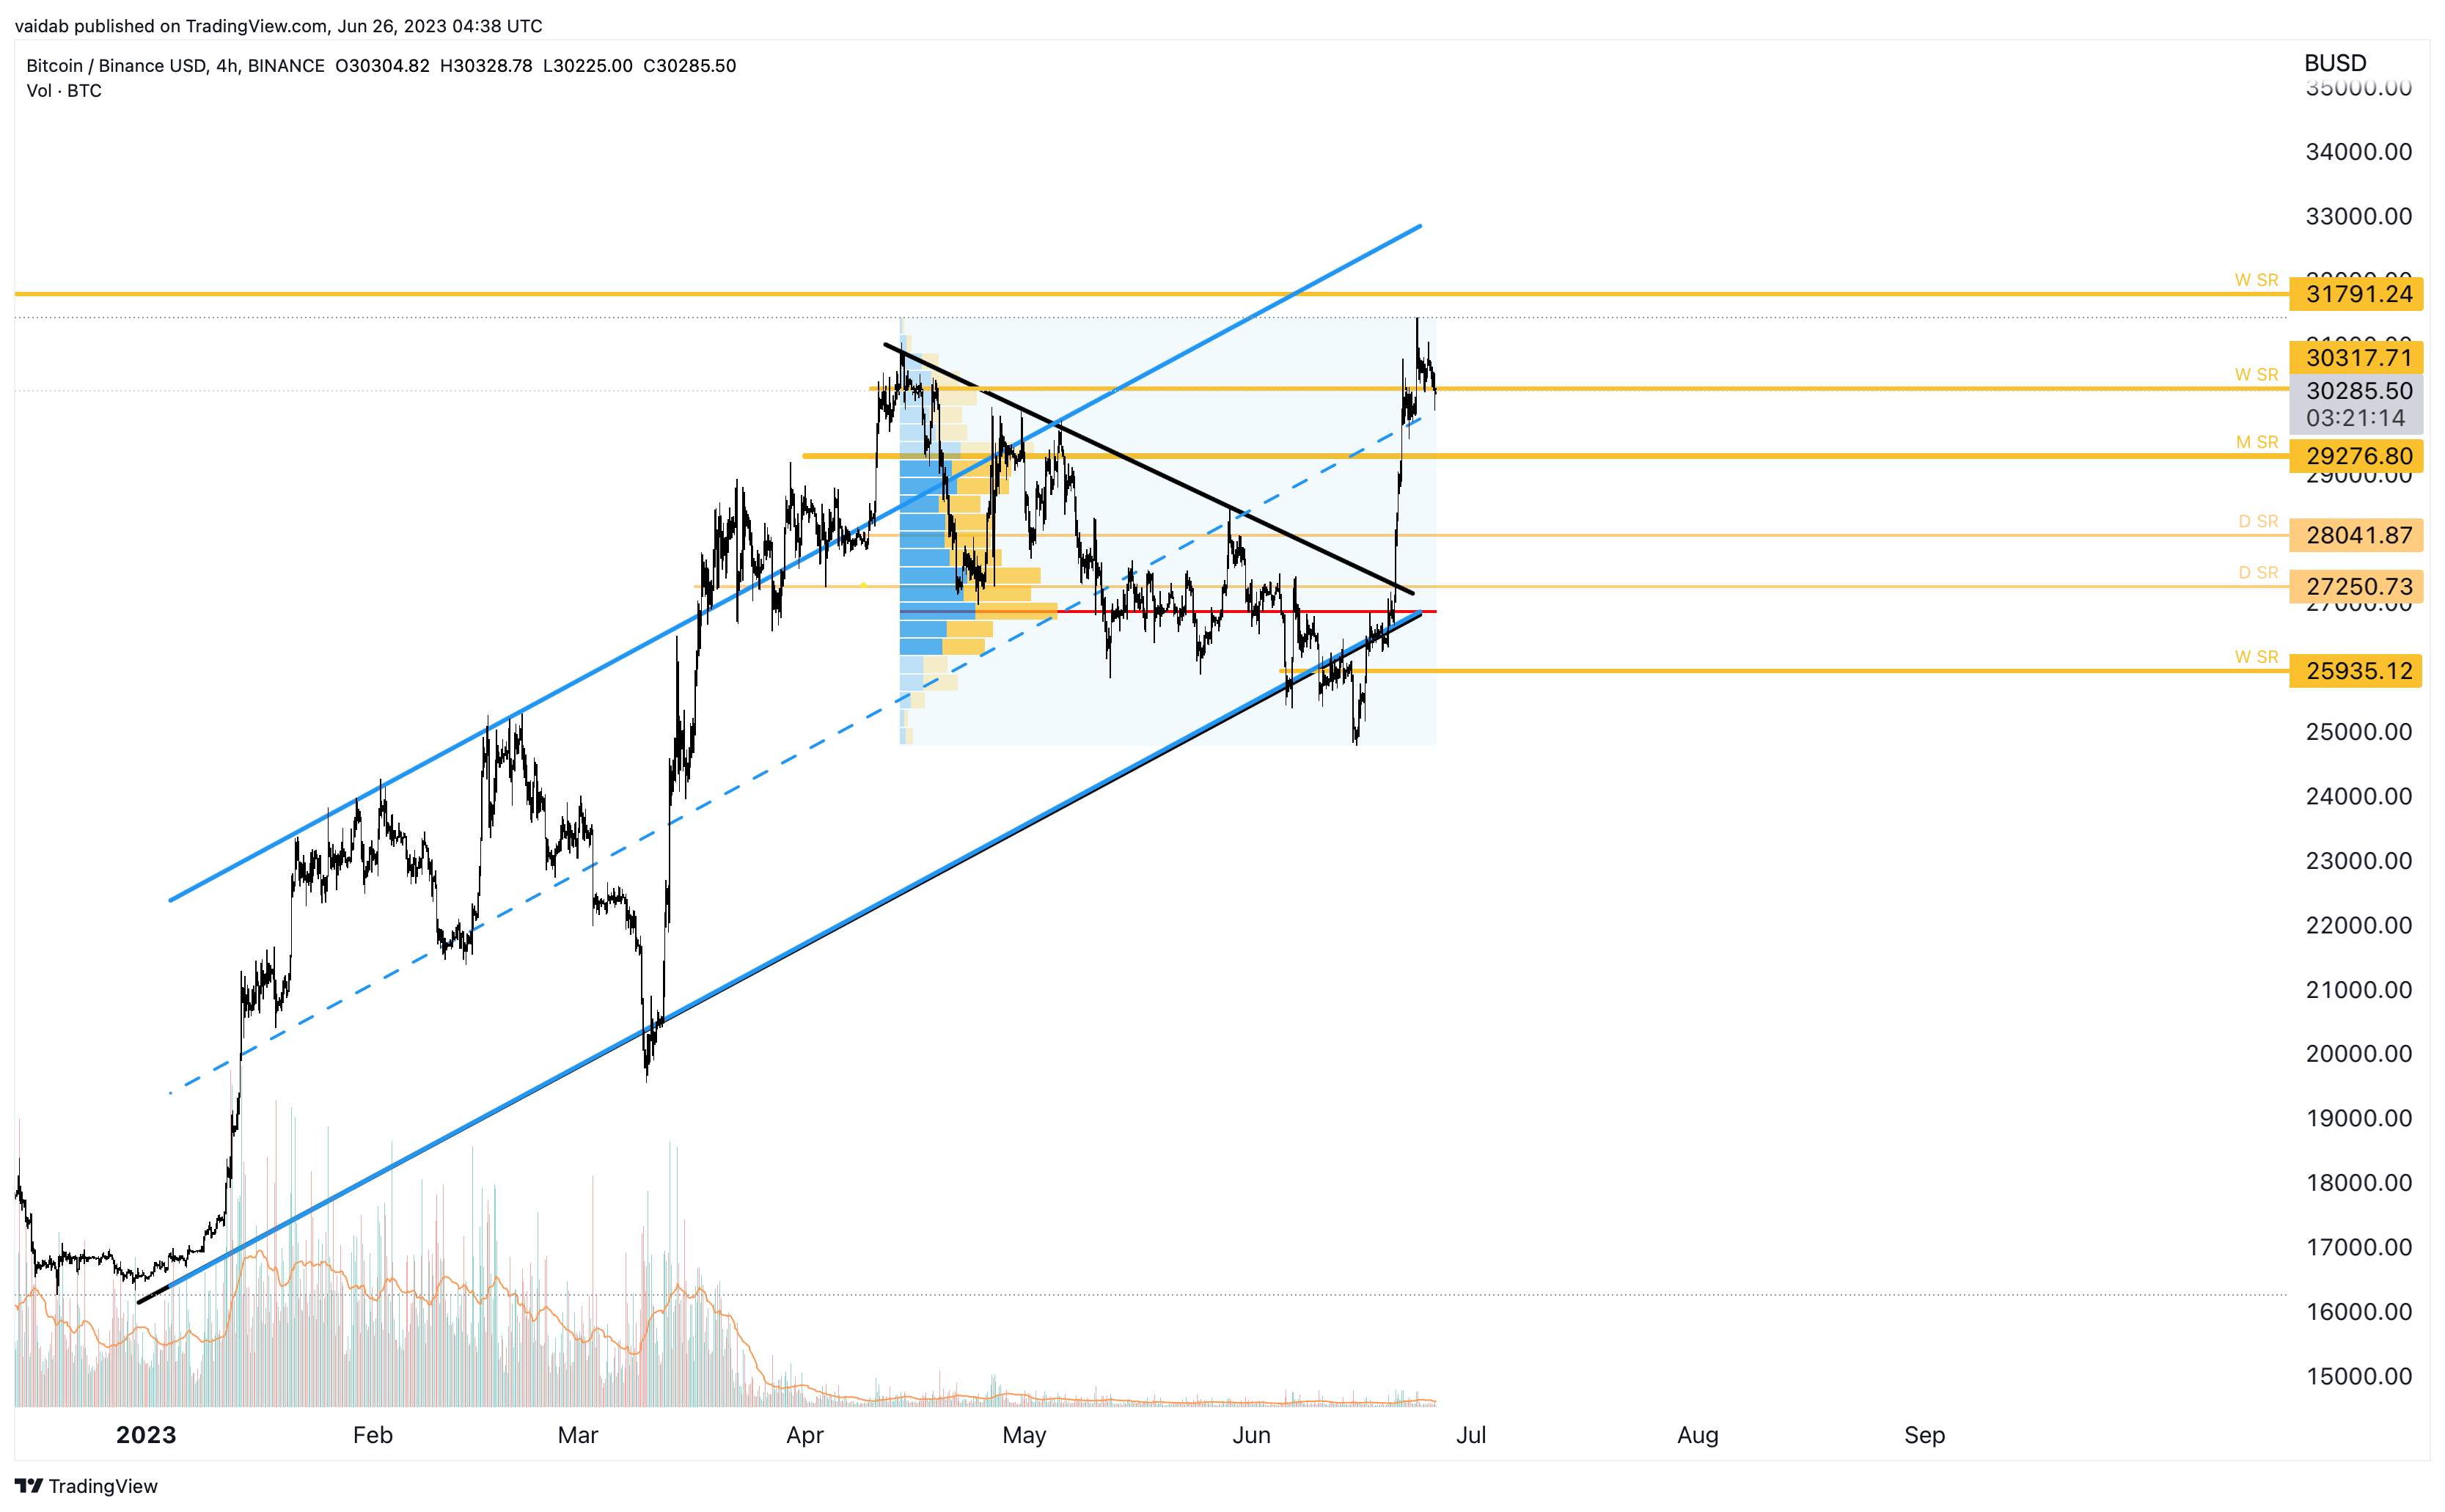 vaidab published on TradingView.com, Jun 26, 2023 04:38 UTC
Bitcoin / Binance USD, 4h, BINANCE O30304.82 H30328.78 L30225.00 C30285.50
Vol · BTC
BUSD
35000.00
34000.00
33000.00
W SR
31791.24
30317.71
W SR
30285.50
03:21:14
M SR
29276.80
29000.00
D SR
28041.87
D SR
27250.73
27000.00
W SR
25935.12
25000.00
24000.00
23000.00
22000.00
21000.00
20000.00
19000.00
18000.00
17000.00
16000.00
15000.00
2023 Feb Mar Apr May Jun Jul Aug Sep
TradingView